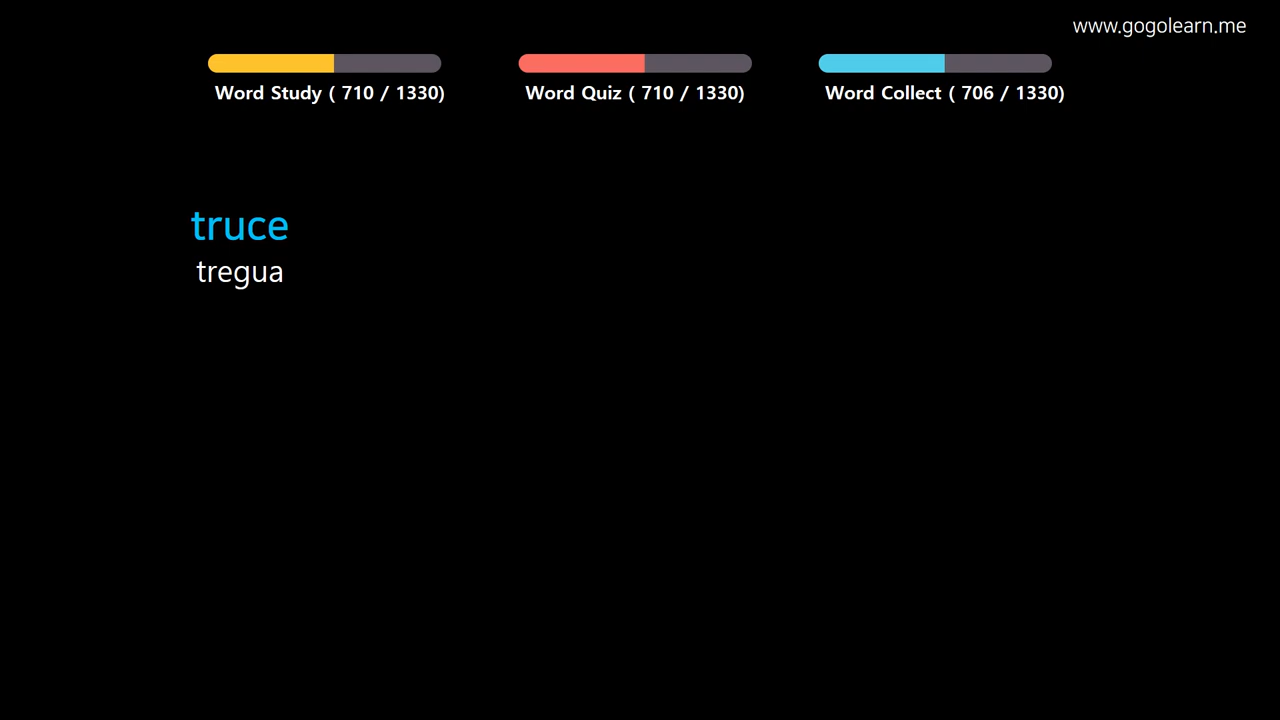 www.gogolearn.me
Word Study ( 710 / 1330)
Word Quiz ( 710 / 1330)
Word Collect ( 706 / 1330)
truce
tregua